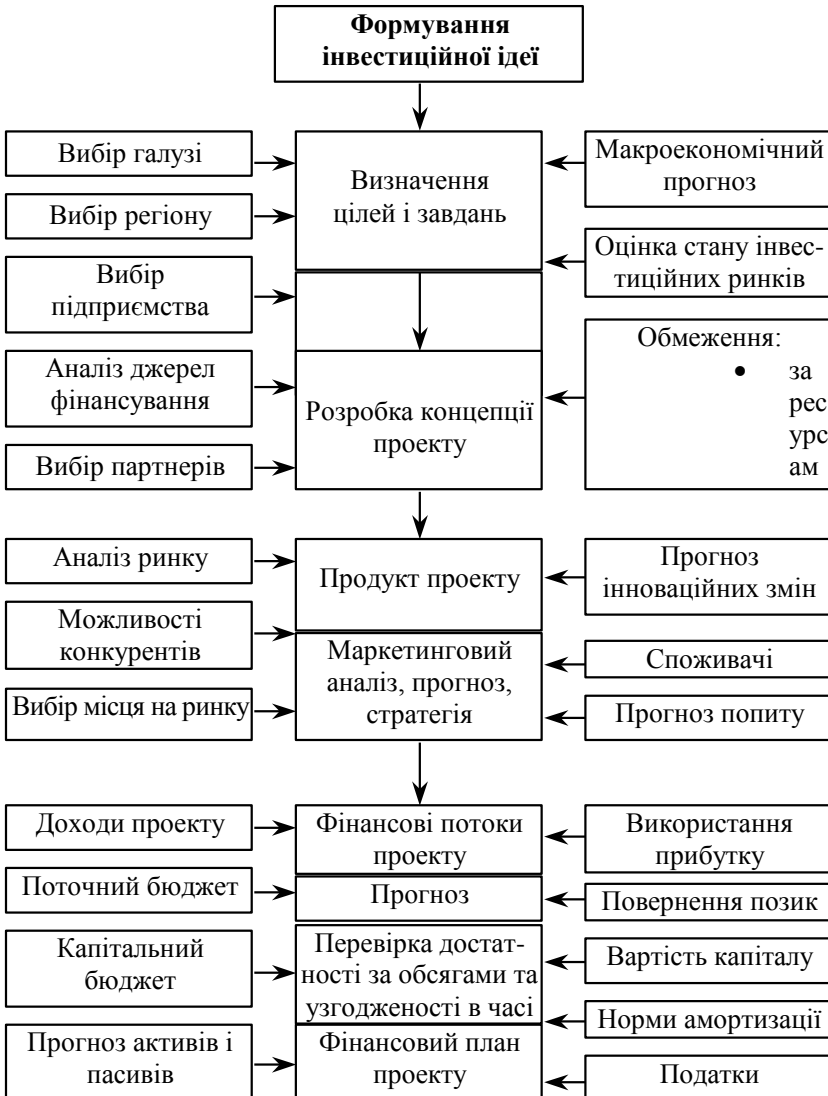 Формування
інвестиційної ідеї
Вибір галузі
Вибір регіону
Визначення
цілей і завдань
Макроекономічний
прогноз
Оцінка стану інвес-
тиційних ринків
Вибір
підприємства
Аналіз джерел
фінансування
Вибір партнерів
Розробка концепції
проекту
Обмеження:
• за
рес
урс
ам
Аналіз ринку
Можливості
конкурентів
Вибір місця на ринку
Продукт проекту
Маркетинговий
аналіз, прогноз,
стратегія
Прогноз
інноваційних змін
Споживачі
Прогноз попиту
Доходи проекту
Поточний бюджет
Капітальний
бюджет
Прогноз активів і
пасивів
Фінансові потоки
проекту
Прогноз
Перевірка достат-
ності за обсягами та
узгодженості в часі
Фінансовий план
проекту
Використання
прибутку
Повернення позик
Вартість капіталу
Норми амортизації
Податки